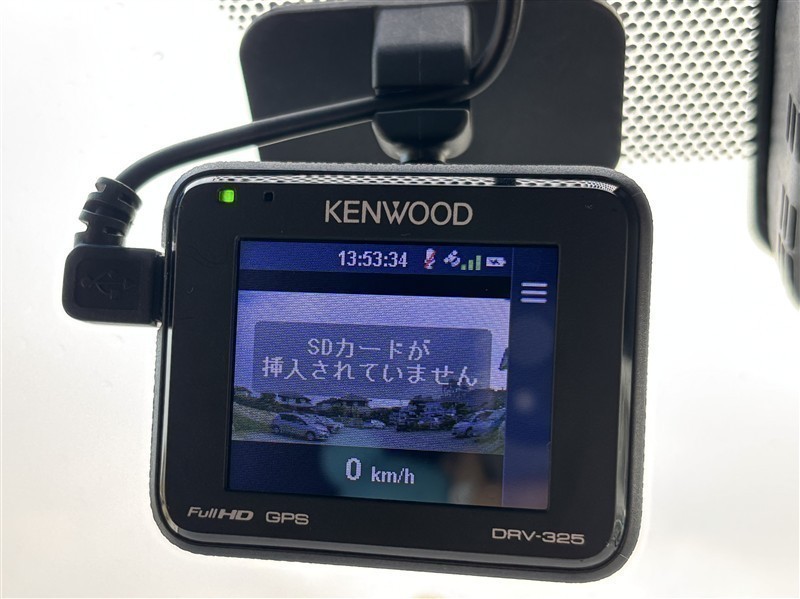 KENWOOD
13:53:34
SDカードが
挿入されていません
0 km/h
Full HD GPS
DRV-325